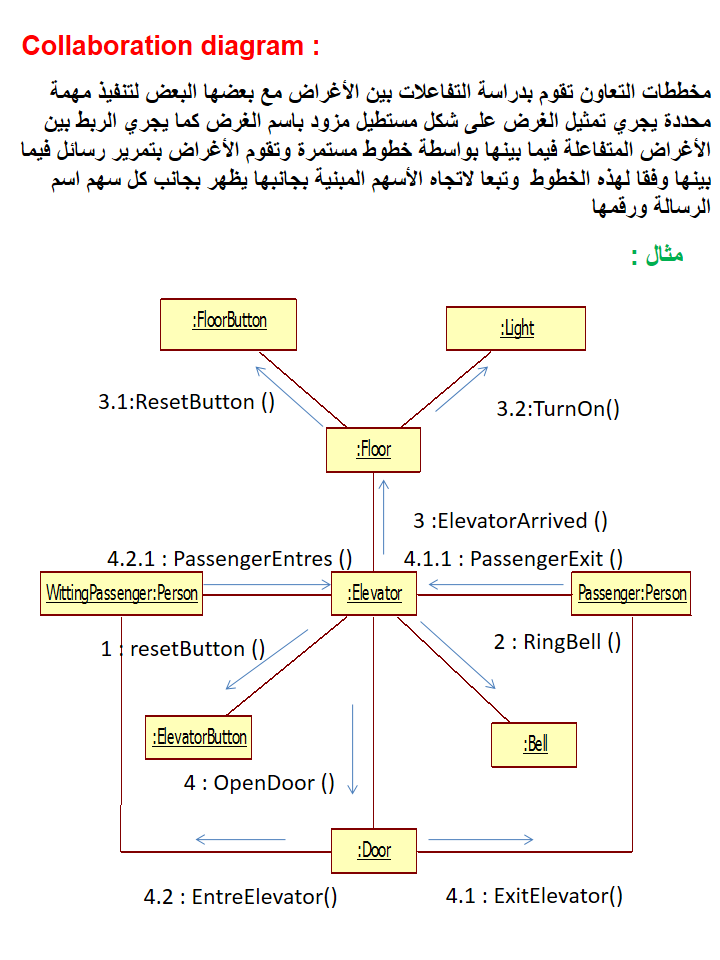 Collaboration diagram :
مخططات التعاون تقوم بدراسة التفاعلات بين الأغراض مع بعضها البعض لتنفيذ مهمة
محددة يجري تمثيل الغرض على شكل مستطيل مزود باسم الغرض كما يجري الربط بين
الأغراض المتفاعلة فيما بينها بواسطة خطوط مستمرة وتقوم الأغراض بتمرير رسائل فيما
بينها وفقا لهذه الخطوط وتبعا لاتجاه الأسهم المبنية بجانبها يظهر بجانب كل سهم اسم
الرسالة ورقمها
مثال :
:FloorButton
:Light
3.1:ResetButton ()
3.2:TurnOn()
:Floor
3 :ElevatorArrived ()
4.2.1 : PassengerEntres ()
4.1.1 : PassengerExit ()
WittingPassenger:Person
:Elevator
Passenger:Person
1 : resetButton ()
2 : RingBell ()
:ElevatorButton
:Bell
4 : OpenDoor ()
:Door
4.2 : EntreElevator()
4.1 : ExitElevator()